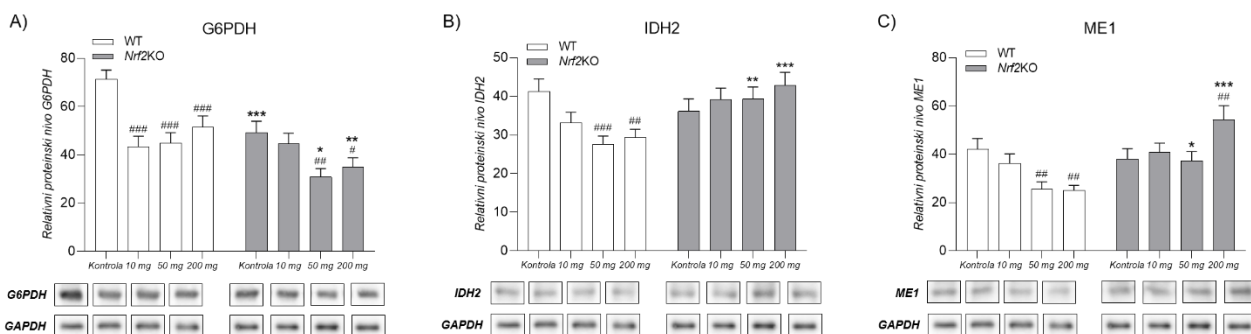 A)
G6PDH
WT
Nrf2KO
Relativni proteinski nivo G6PDH
80
60
40
20
0
###
###
###
***
*
##
**
#
Kontrola 10 mg 50 mg 200 mg Kontrola 10 mg 50 mg 200 mg
G6PDH
GAPDH
B)
IDH2
WT
Nrf2KO
Relativni proteinski nivo IDH2
50
40
30
20
10
0
###
##
**
***
Kontrola 10 mg 50 mg 200 mg Kontrola 10 mg 50 mg 200 mg
IDH2
GAPDH
C)
ME1
WT
Nrf2KO
Relativni proteinski nivo ME1
80
60
40
20
0
##
##
*
***
##
Kontrola 10 mg 50 mg 200 mg Kontrola 10 mg 50 mg 200 mg
ME1
GAPDH